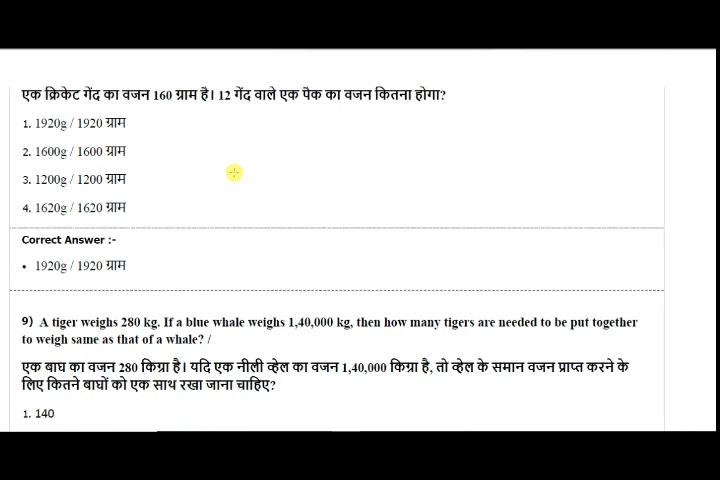 एक क्रिकेट गेंद का वजन 160 ग्राम है। 12 गेंद वाले एक पैक का वजन कितना होगा?
1. 1920g / 1920 ग्राम
2. 1600g / 1600 ग्राम
3. 1200g / 1200 ग्राम
4. 1620g / 1620 ग्राम
Correct Answer :-
• 1920g / 1920 ग्राम
9) A tiger weighs 280 kg. If a blue whale weighs 1,40,000 kg, then how many tigers are needed to be put together
to weigh same as that of a whale? /
एक बाघ का वजन 280 किग्रा है। यदि एक नीली व्हेल का वजन 1,40,000 किग्रा है, तो व्हेल के समान वजन प्राप्त करने के
लिए कितने बाघों को एक साथ रखा जाना चाहिए?
1. 140